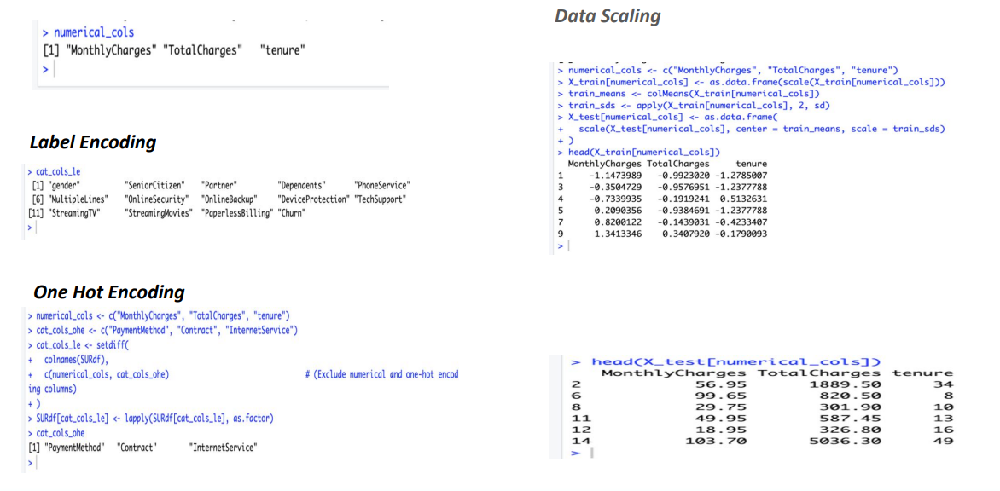 > numerical_cols
[1] "MonthlyCharges" "TotalCharges" "tenure"
>
Label Encoding
> cat_cols_le
[1] "gender" "SeniorCitizen" "Partner" "Dependents" "PhoneService"
[6] "MultipleLines" "OnlineSecurity" "OnlineBackup" "DeviceProtection" "TechSupport"
[11] "StreamingTV" "StreamingMovies" "PaperlessBilling" "Churn"
>
One Hot Encoding
> numerical_cols <- c("MonthlyCharges", "TotalCharges", "tenure")
> cat_cols_ohe <- c("PaymentMethod", "Contract", "InternetService")
> cat_cols_le <- setdiff(
+ colnames(SURdf),
+ c(numerical_cols, cat_cols_ohe) # (Exclude numerical and one-hot encod
ing columns)
+ )
> SURdf[cat_cols_le] <- lapply(SURdf[cat_cols_le], as.factor)
> cat_cols_ohe
[1] "PaymentMethod" "Contract" "InternetService"
>
Data Scaling
> numerical_cols <- c("MonthlyCharges", "TotalCharges", "tenure")
> X_train[numerical_cols] <- as.data.frame(scale(X_train[numerical_cols]))
> train_means <- colMeans(X_train[numerical_cols])
> train_sds <- apply(X_train[numerical_cols], 2, sd)
> X_test[numerical_cols] <- as.data.frame(
+ scale(X_test[numerical_cols], center = train_means, scale = train_sds)
+ )
> head(X_train[numerical_cols])
MonthlyCharges TotalCharges tenure
1 -1.1473989 -0.9923020 -1.2785007
3 -0.3504729 -0.9576951 -1.2377788
4 -0.7339935 -0.1919241 0.5132631
5 0.2090356 -0.9384691 -1.2377788
7 0.8200122 -0.1439031 -0.4233407
9 1.3413346 0.3407920 -0.1790093
>
> head(X_test[numerical_cols])
MonthlyCharges TotalCharges tenure
2 56.95 1889.50 34
6 99.65 820.50 8
8 29.75 301.90 10
11 49.95 587.45 13
12 18.95 326.80 16
14 103.70 5036.30 49
>